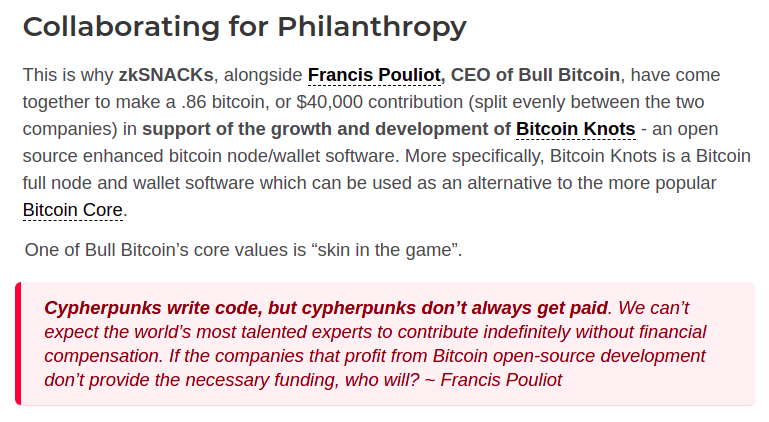 Collaborating for Philanthropy
This is why zkSNACKs, alongside Francis Pouliot, CEO of Bull Bitcoin, have come
together to make a .86 bitcoin, or $40,000 contribution (split evenly between the two
companies) in support of the growth and development of Bitcoin Knots - an open
source enhanced bitcoin node/wallet software. More specifically, Bitcoin Knots is a Bitcoin
full node and wallet software which can be used as an alternative to the more popular
Bitcoin Core.
One of Bull Bitcoin’s core values is “skin in the game”.
Cypherpunks write code, but cypherpunks don’t always get paid. We can’t
expect the world’s most talented experts to contribute indefinitely without financial
compensation. If the companies that profit from Bitcoin open-source development
don’t provide the necessary funding, who will? ~ Francis Pouliot